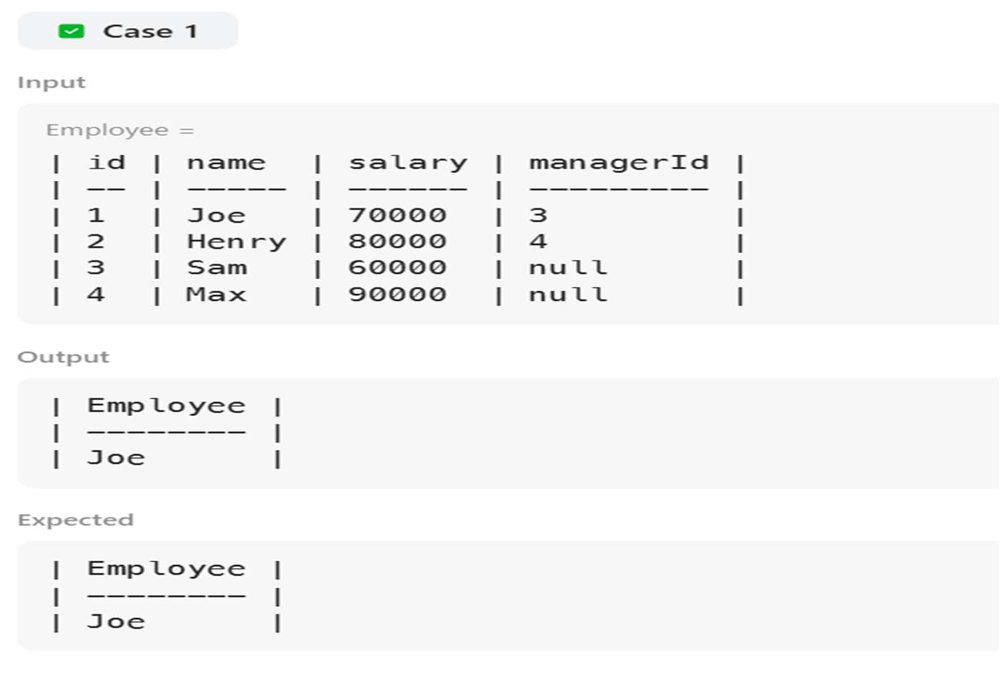 Case 1
Input
Employee =
| id | name  | salary | managerId |
| -- | ----- | ------ | --------- |
| 1  | Joe   | 70000  | 3         |
| 2  | Henry | 80000  | 4         |
| 3  | Sam   | 60000  | null      |
| 4  | Max   | 90000  | null      |
Output
| Employee |
| -------- |
| Joe      |
Expected
| Employee |
| -------- |
| Joe      |